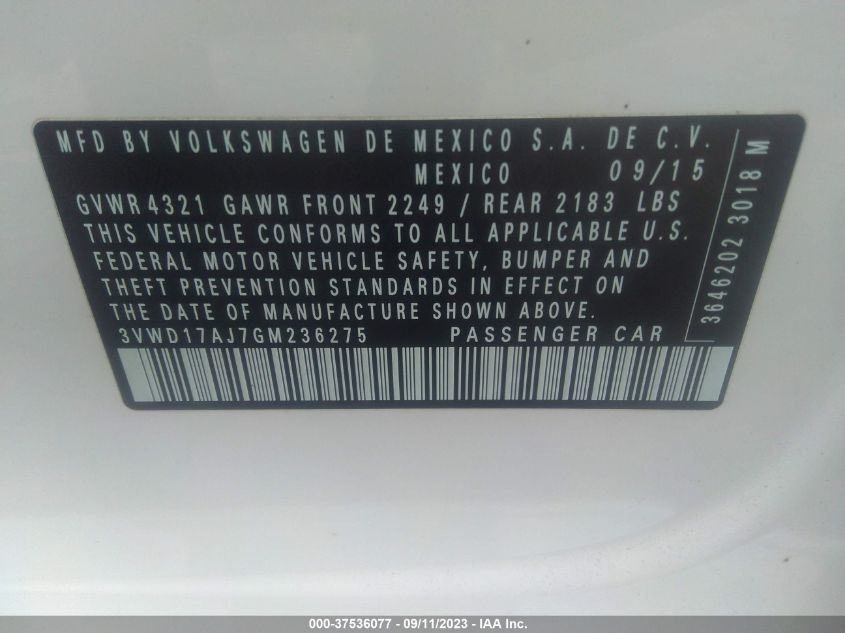 MFD BY VOLKSWAGEN DE MEXICO S.A. DE C.V.
MEXICO 09/15
GVWR 4321 GAWR FRONT 2249 / REAR 2183 LBS
THIS VEHICLE CONFORMS TO ALL APPLICABLE U.S.
FEDERAL MOTOR VEHICLE SAFETY, BUMPER AND
THEFT PREVENTION STANDARDS IN EFFECT ON
THE DATE OF MANUFACTURE SHOWN ABOVE.
3VWD17AJ7GM236275 PASSENGER CAR
3646202 3018 M
000-37536077 - 09/11/2023 - IAA Inc.